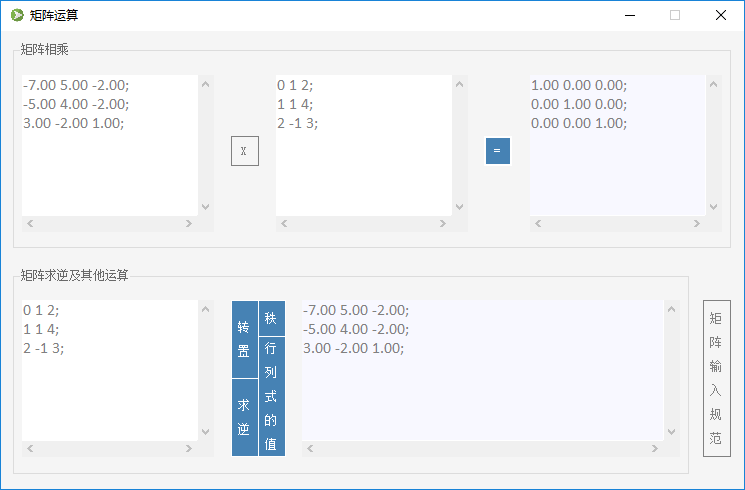 矩阵运算
矩阵相乘
-7.00 5.00 -2.00;
-5.00 4.00 -2.00;
3.00 -2.00 1.00;
X
0 1 2;
1 1 4;
2 -1 3;
=
1.00 0.00 0.00;
0.00 1.00 0.00;
0.00 0.00 1.00;
矩阵求逆及其他运算
0 1 2;
1 1 4;
2 -1 3;
转置
求逆
秩
行列式的值
-7.00 5.00 -2.00;
-5.00 4.00 -2.00;
3.00 -2.00 1.00;
矩阵输入规范